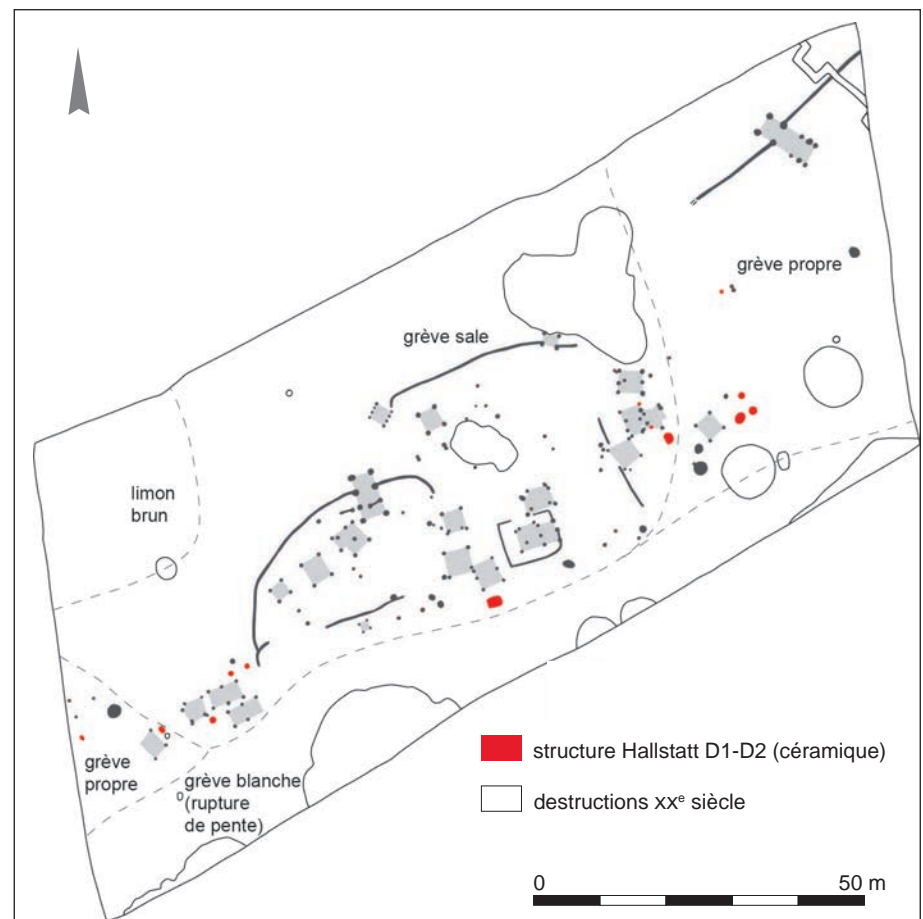 grève propre
grève sale
limon
brun
grève
propre
grève blanche
(rupture
de pente)
structure Hallstatt D1-D2 (céramique)
destructions XXe siècle
0 50 m